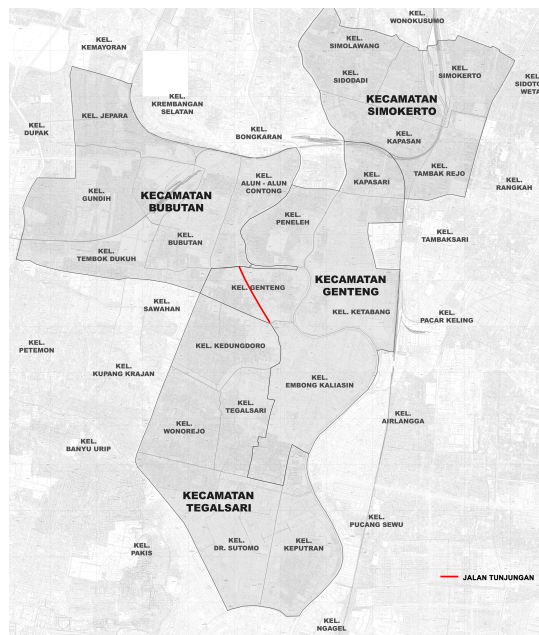 KEL.
WONOKUSUMO
KEL.
KEMAYORAN
KEL.
SIMOLAWANG
KEL.
SIDODADI
KEL.
SIMOKERTO
KEL.
SIDOTO
WETA
KECAMATAN
SIMOKERTO
KEL.
KREMBANGAN
SELATAN
KEL. JEPARA
KEL.
DUPAK
KEL.
BONGKARAN
KEL.
KAPASAN
KEL.
TAMBAK REJO
KEL.
KAPASARI
KEL.
RANGKAH
KEL.
ALUN - ALUN
CONTONG
KEL.
GUNDIH
KECAMATAN
BUBUTAN
KEL.
PENELEH
KEL.
BUBUTAN
KEL.
TAMBAKSARI
KEL.
TEMBOK DUKUH
KEL. GENTENG
KECAMATAN
GENTENG
KEL.
SAWAHAN
KEL. KETABANG
KEL.
PACAR KELING
KEL.
PETEMON
KEL. KEDUNGDORO
KEL.
KUPANG KRAJAN
KEL.
EMBONG KALIASIN
KEL.
TEGALSARI
KEL.
WONOREJO
KEL.
AIRLANGGA
KEL.
BANYU URIP
KECAMATAN
TEGALSARI
KEL.
PUCANG SEWU
KEL.
PAKIS
KEL.
DR. SUTOMO
KEL.
KEPUTRAN
JALAN TUNJUNGAN
KEL.
NGAGEL